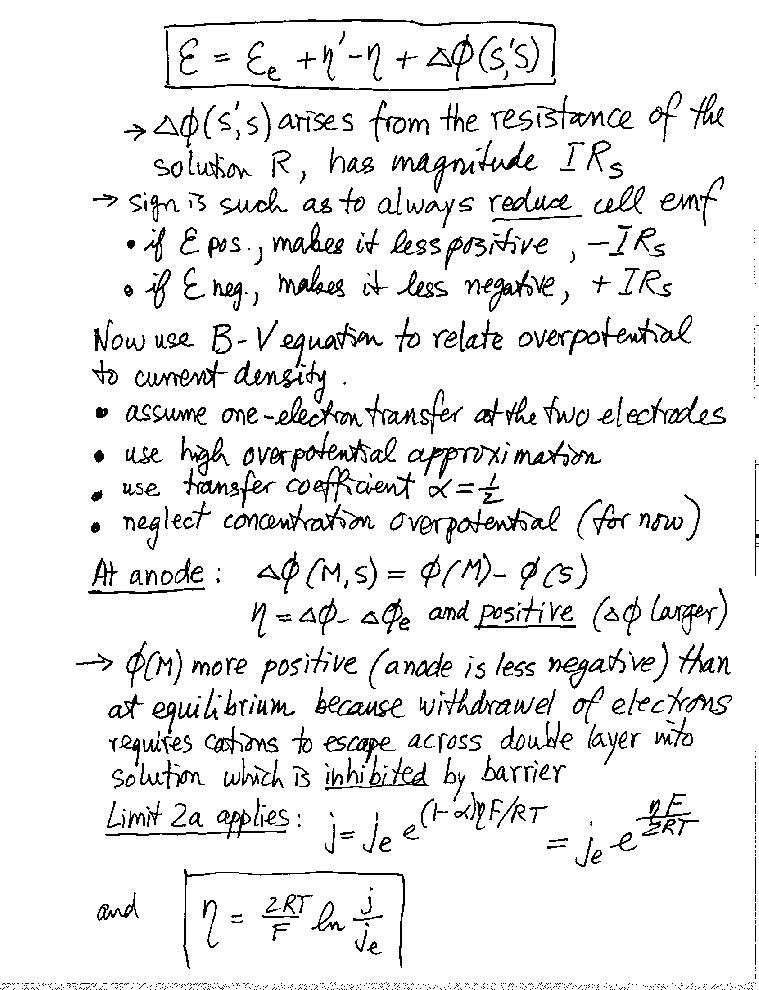 ℰ = ℰe + η' - η + Δϕ(s',s)
→ Δϕ(s',s) arises from the resistance of the
solution R, has magnitude IRs
→ sign is such as to always reduce cell emf
• if ℰ pos., makes it less positive, -IRs
• if ℰ neg., makes it less negative, + IRs
Now use B-V equation to relate overpotential
to current density.
• assume one-electron transfer at the two electrodes
• use high overpotential approximation
• use transfer coefficient α = 1/2
• neglect concentration overpotential (for now)
At anode: Δϕ(M,s) = ϕ(M) - ϕ(s)
η = Δϕ - Δϕe and positive (Δϕ larger)
→ ϕ(M) more positive (anode is less negative) than
at equilibrium because withdrawel of electrons
requires cations to escape across double layer into
solution which is inhibited by barrier
Limit 2a applies: j = je e^(1-α)ηF/RT = je e^ηF/2RT
and η = 2RT/F ln j/je